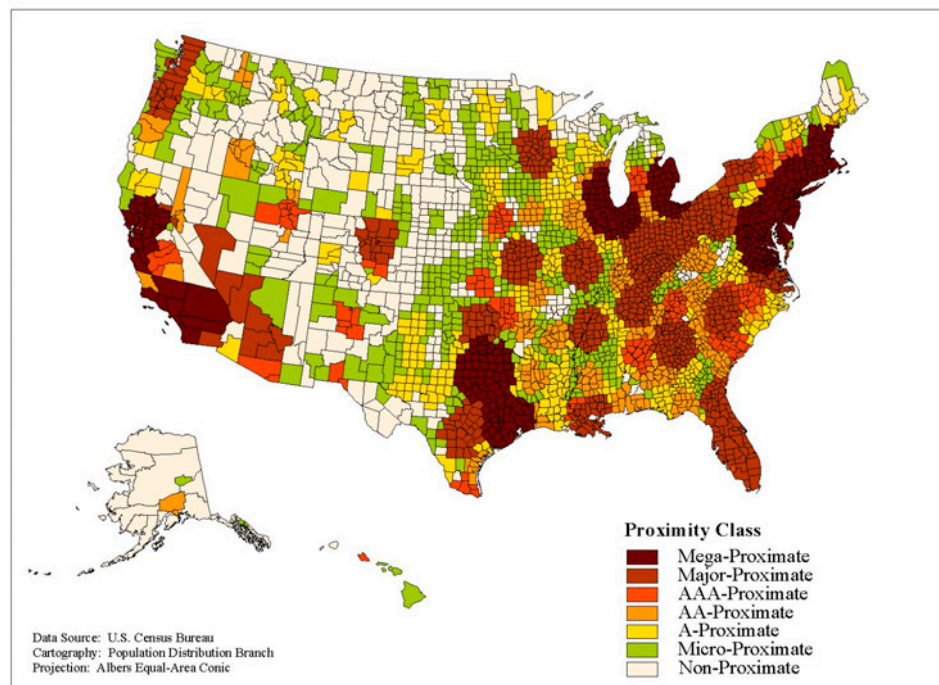 Proximity Class
Mega-Proximate
Major-Proximate
AAA-Proximate
AA-Proximate
A-Proximate
Micro-Proximate
Non-Proximate
Data Source: U.S. Census Bureau
Cartography: Population Distribution Branch
Projection: Albers Equal-Area Conic